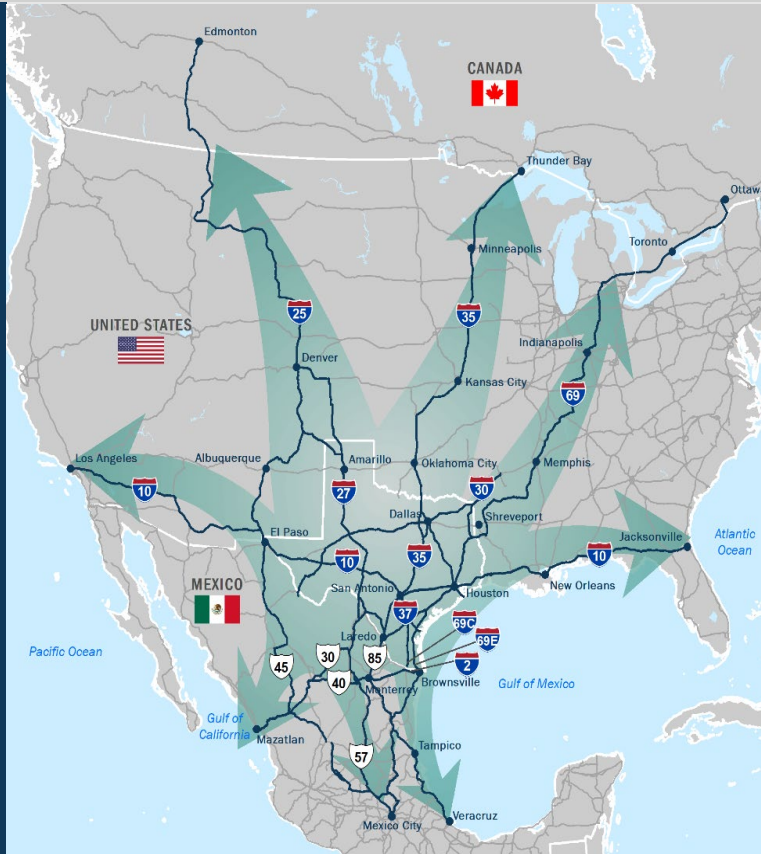 Edmonton
CANADA
Thunder Bay
Ottaw
Minneapolis
Toronto
25
35
UNITED STATES
Indianapolis
Denver
Kansas City
69
Los Angeles
Albuquerque
Amarillo
Oklahoma City
Memphis
10
27
30
Dallas
Shreveport
Jacksonville
Atlantic
Ocean
El Paso
10
35
10
MEXICO
San Antonio
Houston
New Orleans
37
69C
Laredo
69E
Pacific Ocean
45
30
85
2
40
Monterrey
Brownsville
Gulf of Mexico
Gulf of
California
Mazatlan
57
Tampico
Mexico City
Veracruz